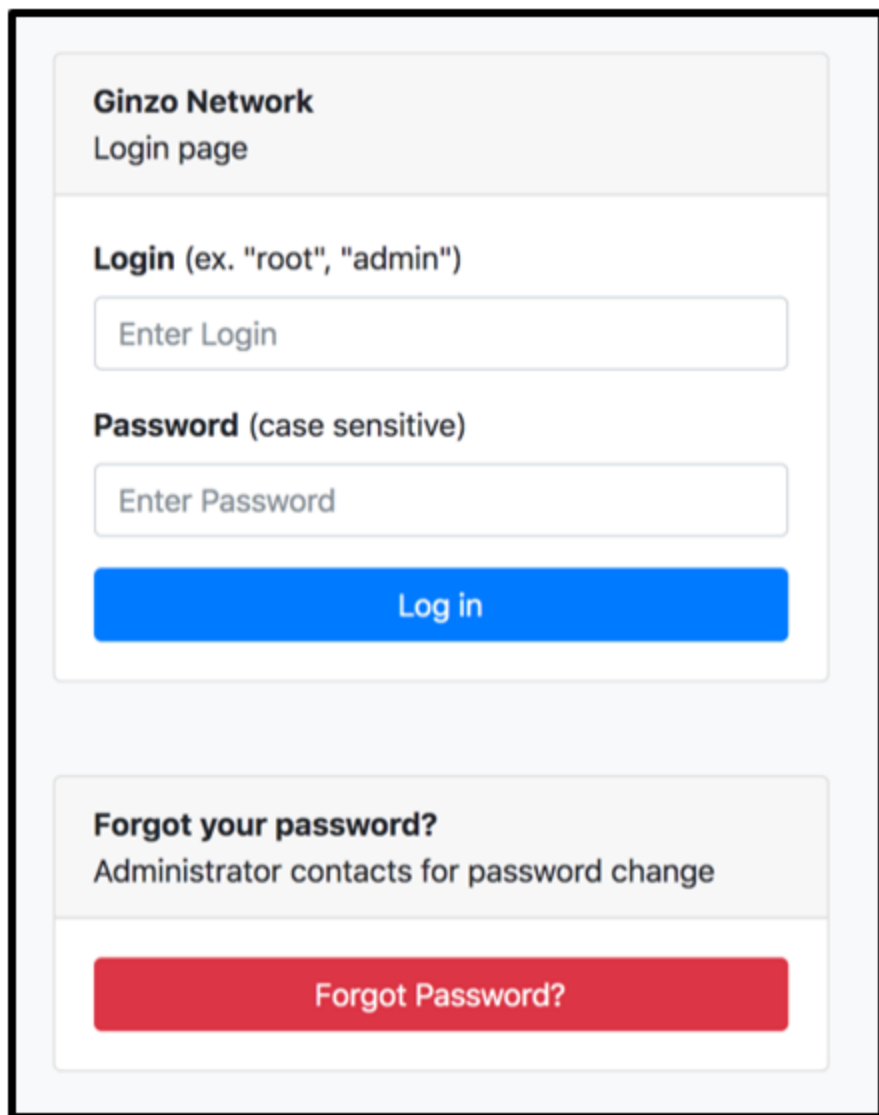 Ginzo Network
Login page
Login (ex. "root", "admin")
Enter Login
Password (case sensitive)
Enter Password
Log in
Forgot your password?
Administrator contacts for password change
Forgot Password?